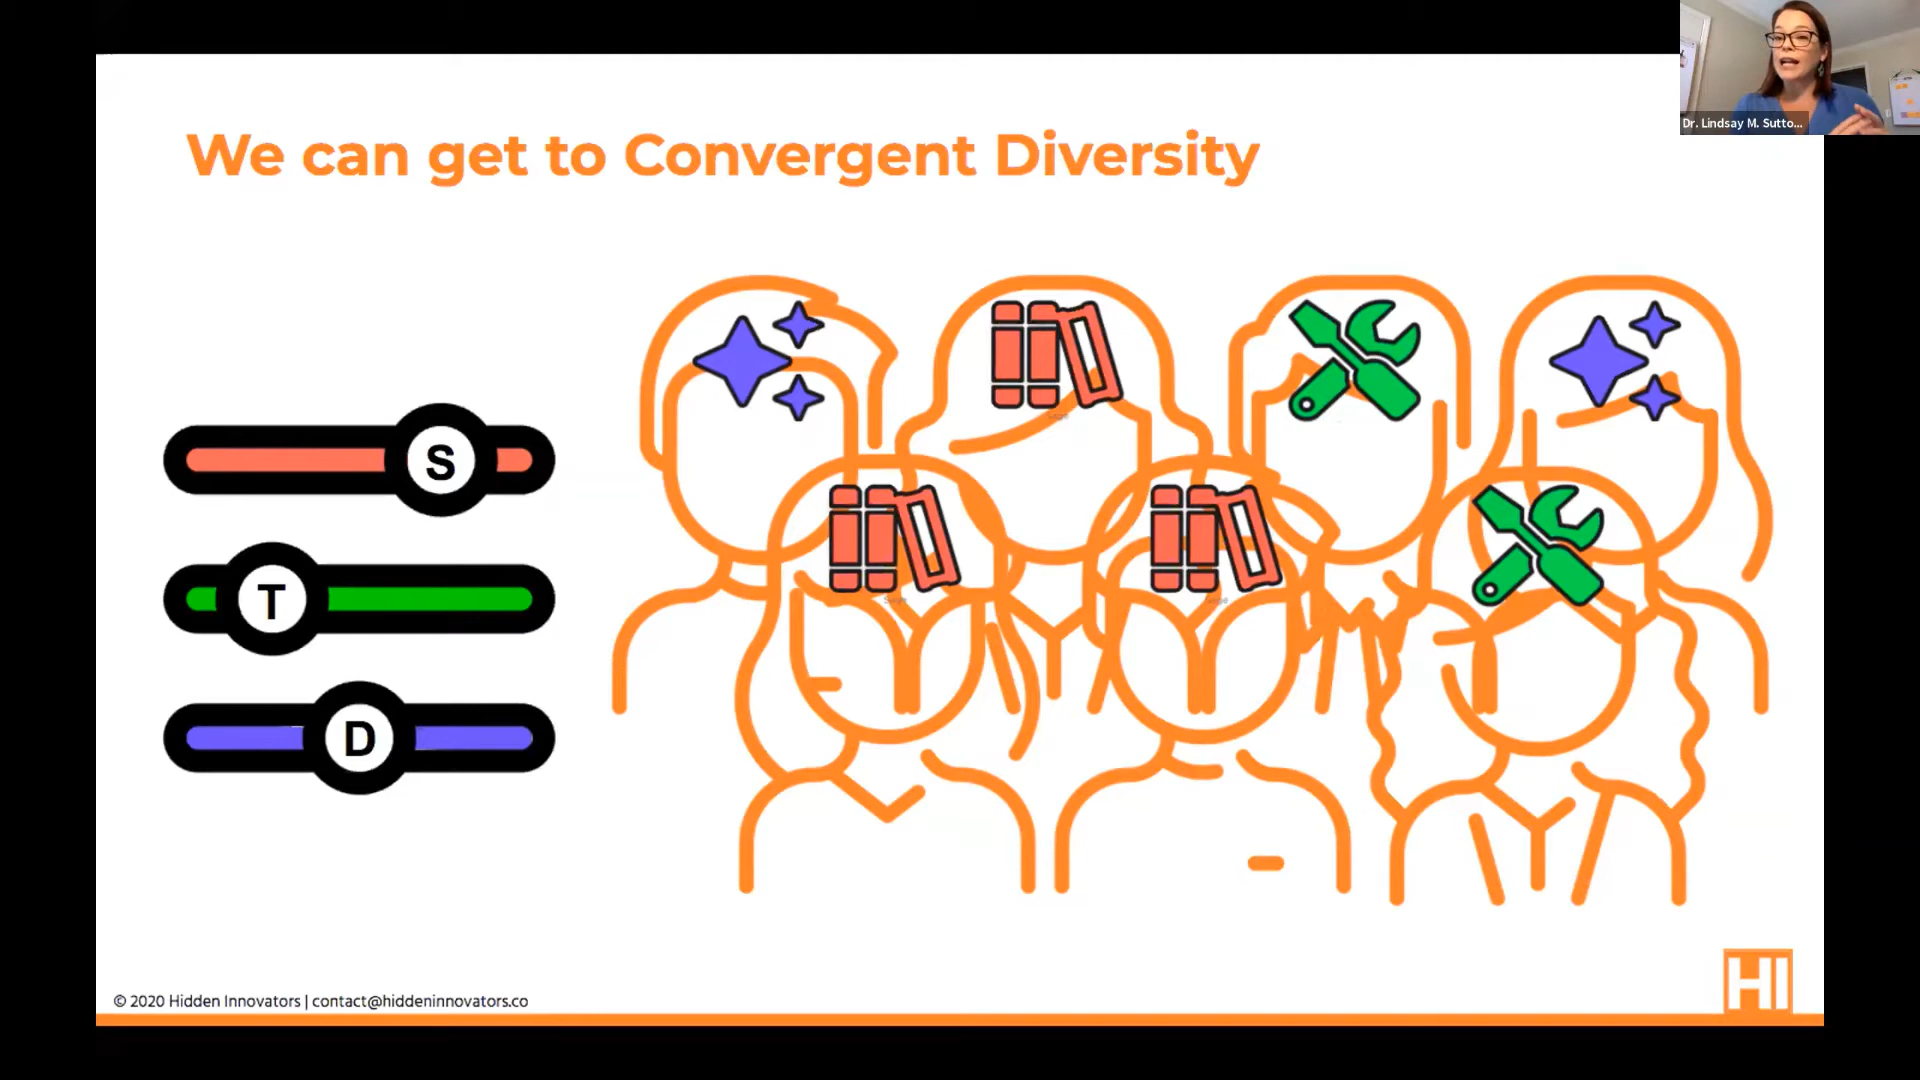 Dr. Lindsay M. Sutto...
We can get to Convergent Diversity
S
T
D
© 2020 Hidden Innovators | contact@hiddeninnovators.co
HI